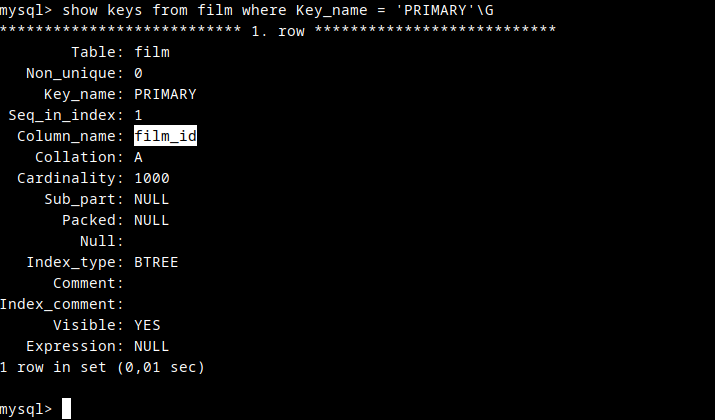 mysql> show keys from film where Key_name = 'PRIMARY'\G
*************************** 1. row ***************************
Table: film
Non_unique: 0
Key_name: PRIMARY
Seq_in_index: 1
Column_name: film_id
Collation: A
Cardinality: 1000
Sub_part: NULL
Packed: NULL
Null:
Index_type: BTREE
Comment:
Index_comment:
Visible: YES
Expression: NULL
1 row in set (0,01 sec)
mysql>